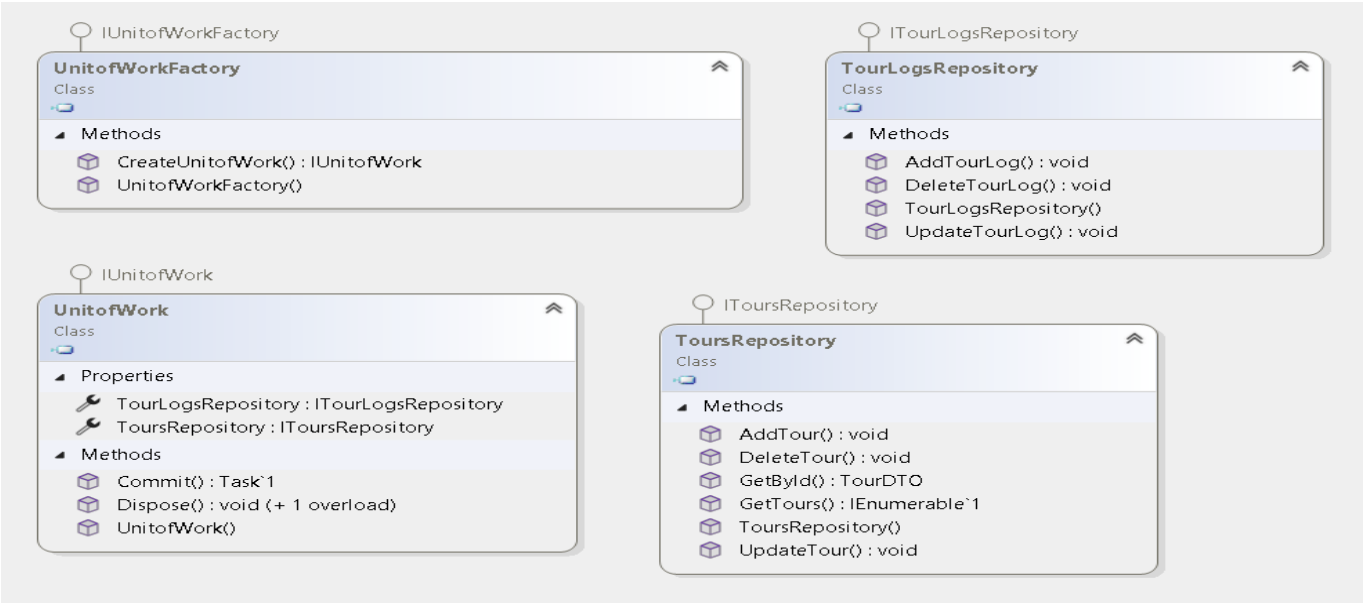 IUnitofWorkFactory
UnitofWorkFactory
Class
Methods
CreateUnitofWork() : IUnitofWork
UnitofWorkFactory()
ITourLogsRepository
TourLogsRepository
Class
Methods
AddTourLog() : void
DeleteTourLog() : void
TourLogsRepository()
UpdateTourLog() : void
IUnitofWork
UnitofWork
Class
Properties
TourLogsRepository : ITourLogsRepository
ToursRepository : IToursRepository
Methods
Commit() : Task`1
Dispose() : void (+ 1 overload)
UnitofWork()
IToursRepository
ToursRepository
Class
Methods
AddTour() : void
DeleteTour() : void
GetById() : TourDTO
GetTours() : IEnumerable`1
ToursRepository()
UpdateTour() : void